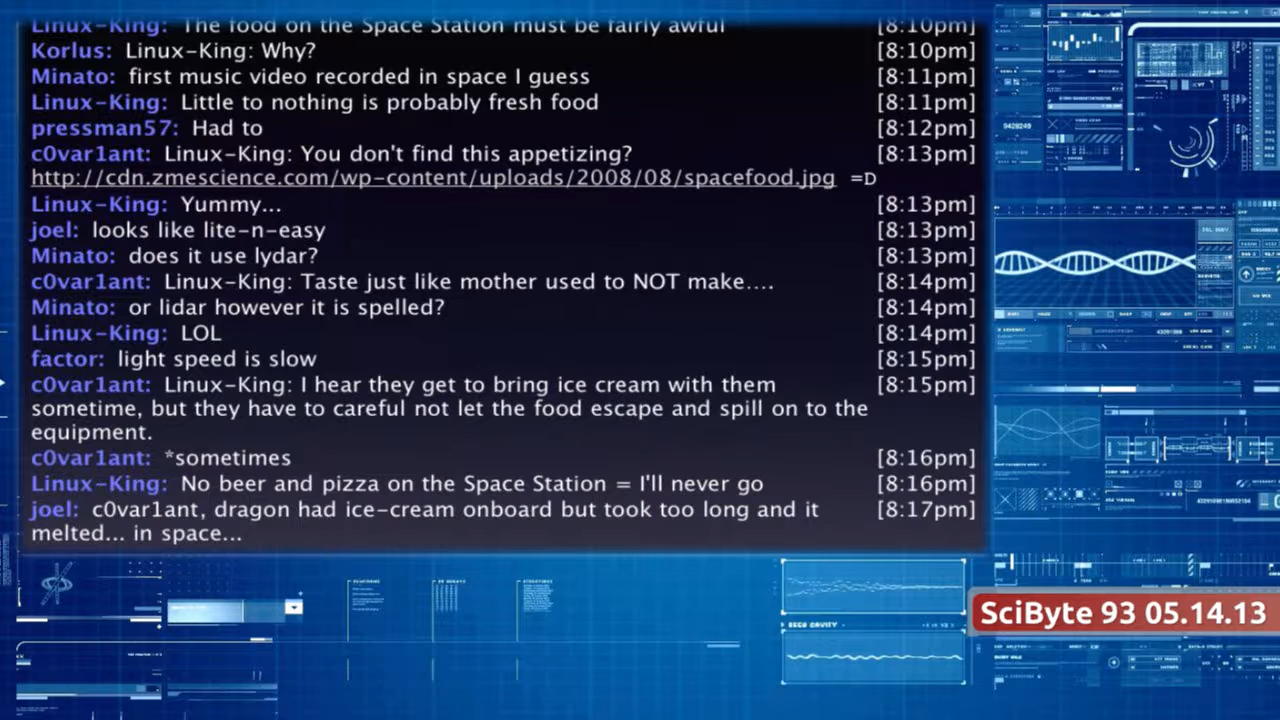 Linux-King: The food on the Space Station must be fairly awful [8:10pm]
Korlus: Linux-King: Why? [8:10pm]
Minato: first music video recorded in space I guess [8:11pm]
Linux-King: Little to nothing is probably fresh food [8:11pm]
pressman57: Had to [8:12pm]
c0var1ant: Linux-King: You don't find this appetizing? [8:13pm]
http://cdn.zmescience.com/wp-content/uploads/2008/08/spacefood.jpg =D
Linux-King: Yummy... [8:13pm]
joel: looks like lite-n-easy [8:13pm]
Minato: does it use lydar? [8:13pm]
c0var1ant: Linux-King: Taste just like mother used to NOT make.... [8:14pm]
Minato: or lidar however it is spelled? [8:14pm]
Linux-King: LOL [8:14pm]
factor: light speed is slow [8:15pm]
c0var1ant: Linux-King: I hear they get to bring ice cream with them [8:15pm]
sometime, but they have to careful not let the food escape and spill on to the
equipment.
c0var1ant: *sometimes [8:16pm]
Linux-King: No beer and pizza on the Space Station = I'll never go [8:16pm]
joel: c0var1ant, dragon had ice-cream onboard but took too long and it [8:17pm]
melted... in space...
9428249
SciByte 93 05.14.13